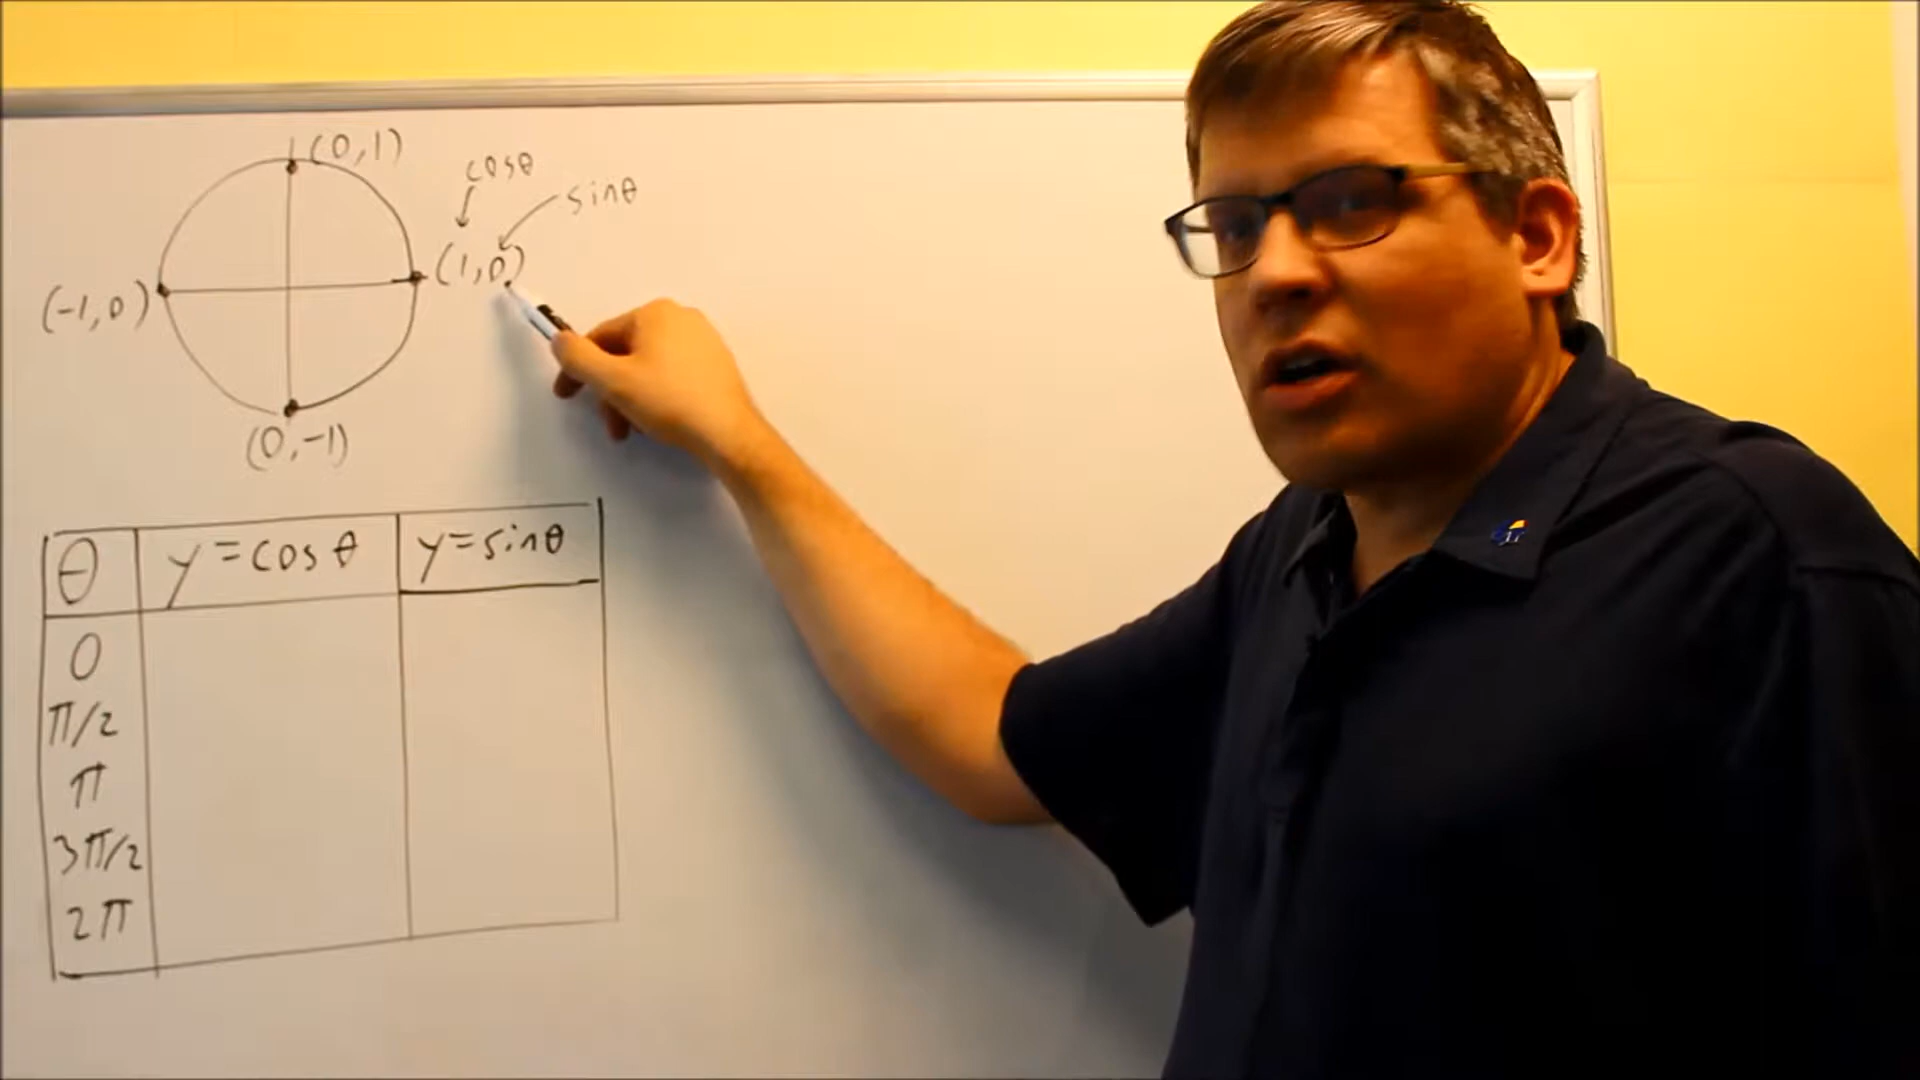 (0,1)
cosθ
sinθ
(1,0)
(-1,0)
(0,-1)
θ y=cosθ y=sinθ
0
π/2
π
3π/2
2π